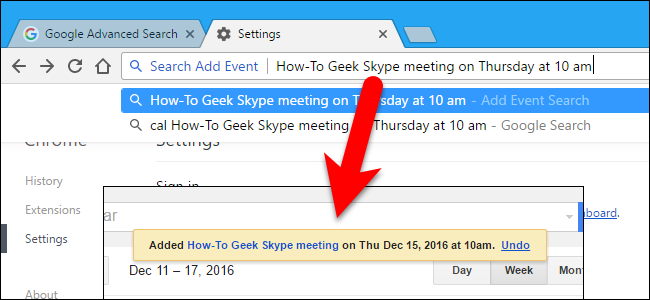 Google Advanced Search
Settings
Search Add Event | How-To Geek Skype meeting on Thursday at 10 am
How-To Geek Skype meeting on Thursday at 10 am - Add Event Search
cal How-To Geek Skype meeting on Thursday at 10 am - Google Search
Chrome
Settings
History
Sign in
Extensions
Settings
About
Added How-To Geek Skype meeting on Thu Dec 15, 2016 at 10am. Undo
Dec 11 – 17, 2016
Day
Week